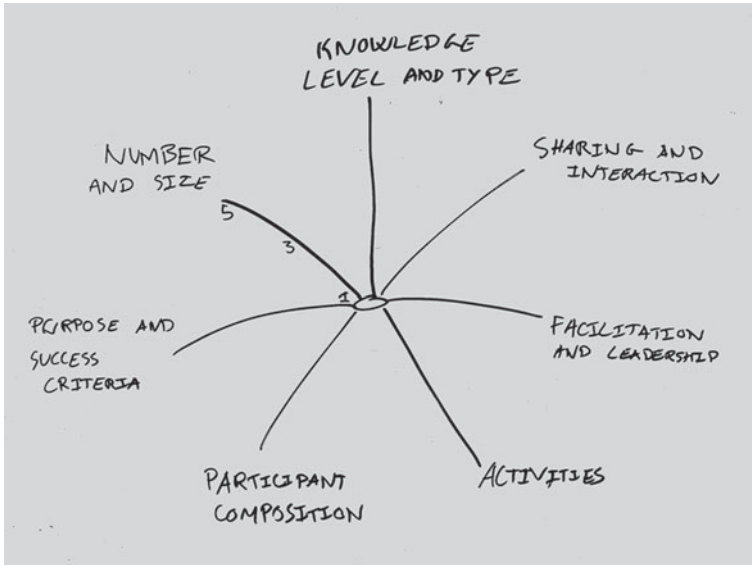 KNOWLEDGE
LEVEL AND TYPE
SHARING AND
INTERACTION
NUMBER
AND SIZE
5
3
1
FACILITATION
AND LEADERSHIP
PURPOSE AND
SUCCESS
CRITERIA
ACTIVITIES
PARTICIPANT
COMPOSITION